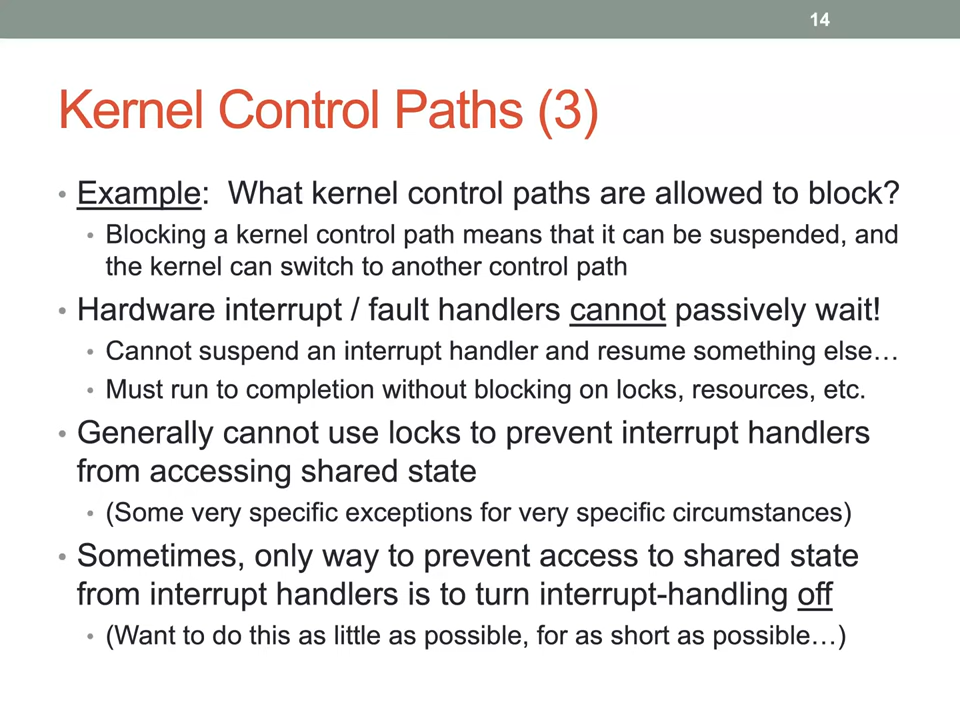 14
Kernel Control Paths (3)
• Example:  What kernel control paths are allowed to block?
• Blocking a kernel control path means that it can be suspended, and
the kernel can switch to another control path
• Hardware interrupt / fault handlers cannot passively wait!
• Cannot suspend an interrupt handler and resume something else…
• Must run to completion without blocking on locks, resources, etc.
• Generally cannot use locks to prevent interrupt handlers
from accessing shared state
• (Some very specific exceptions for very specific circumstances)
• Sometimes, only way to prevent access to shared state
from interrupt handlers is to turn interrupt-handling off
• (Want to do this as little as possible, for as short as possible…)